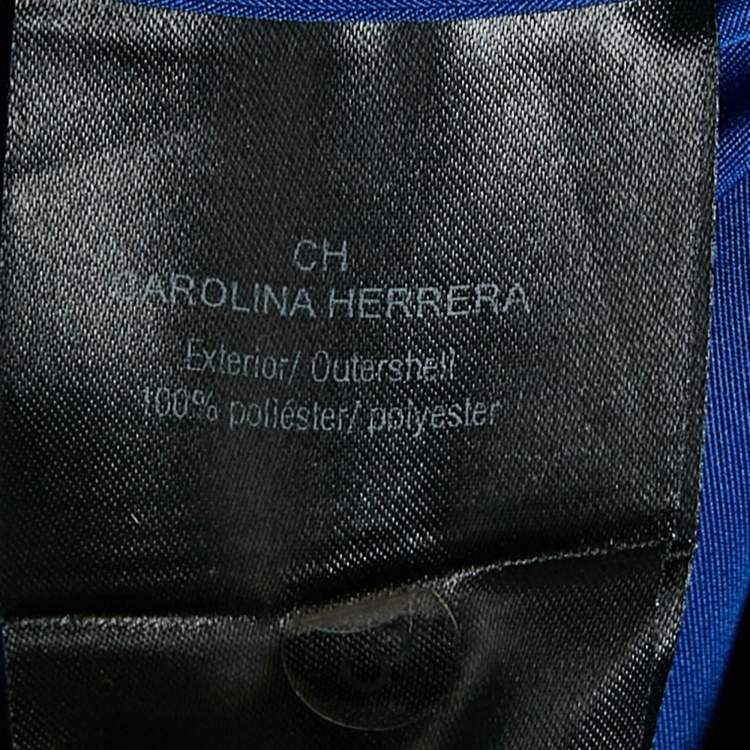 CH
CAROLINA HERRERA
Exterior/ Outershell
100% poliéster/ polyester